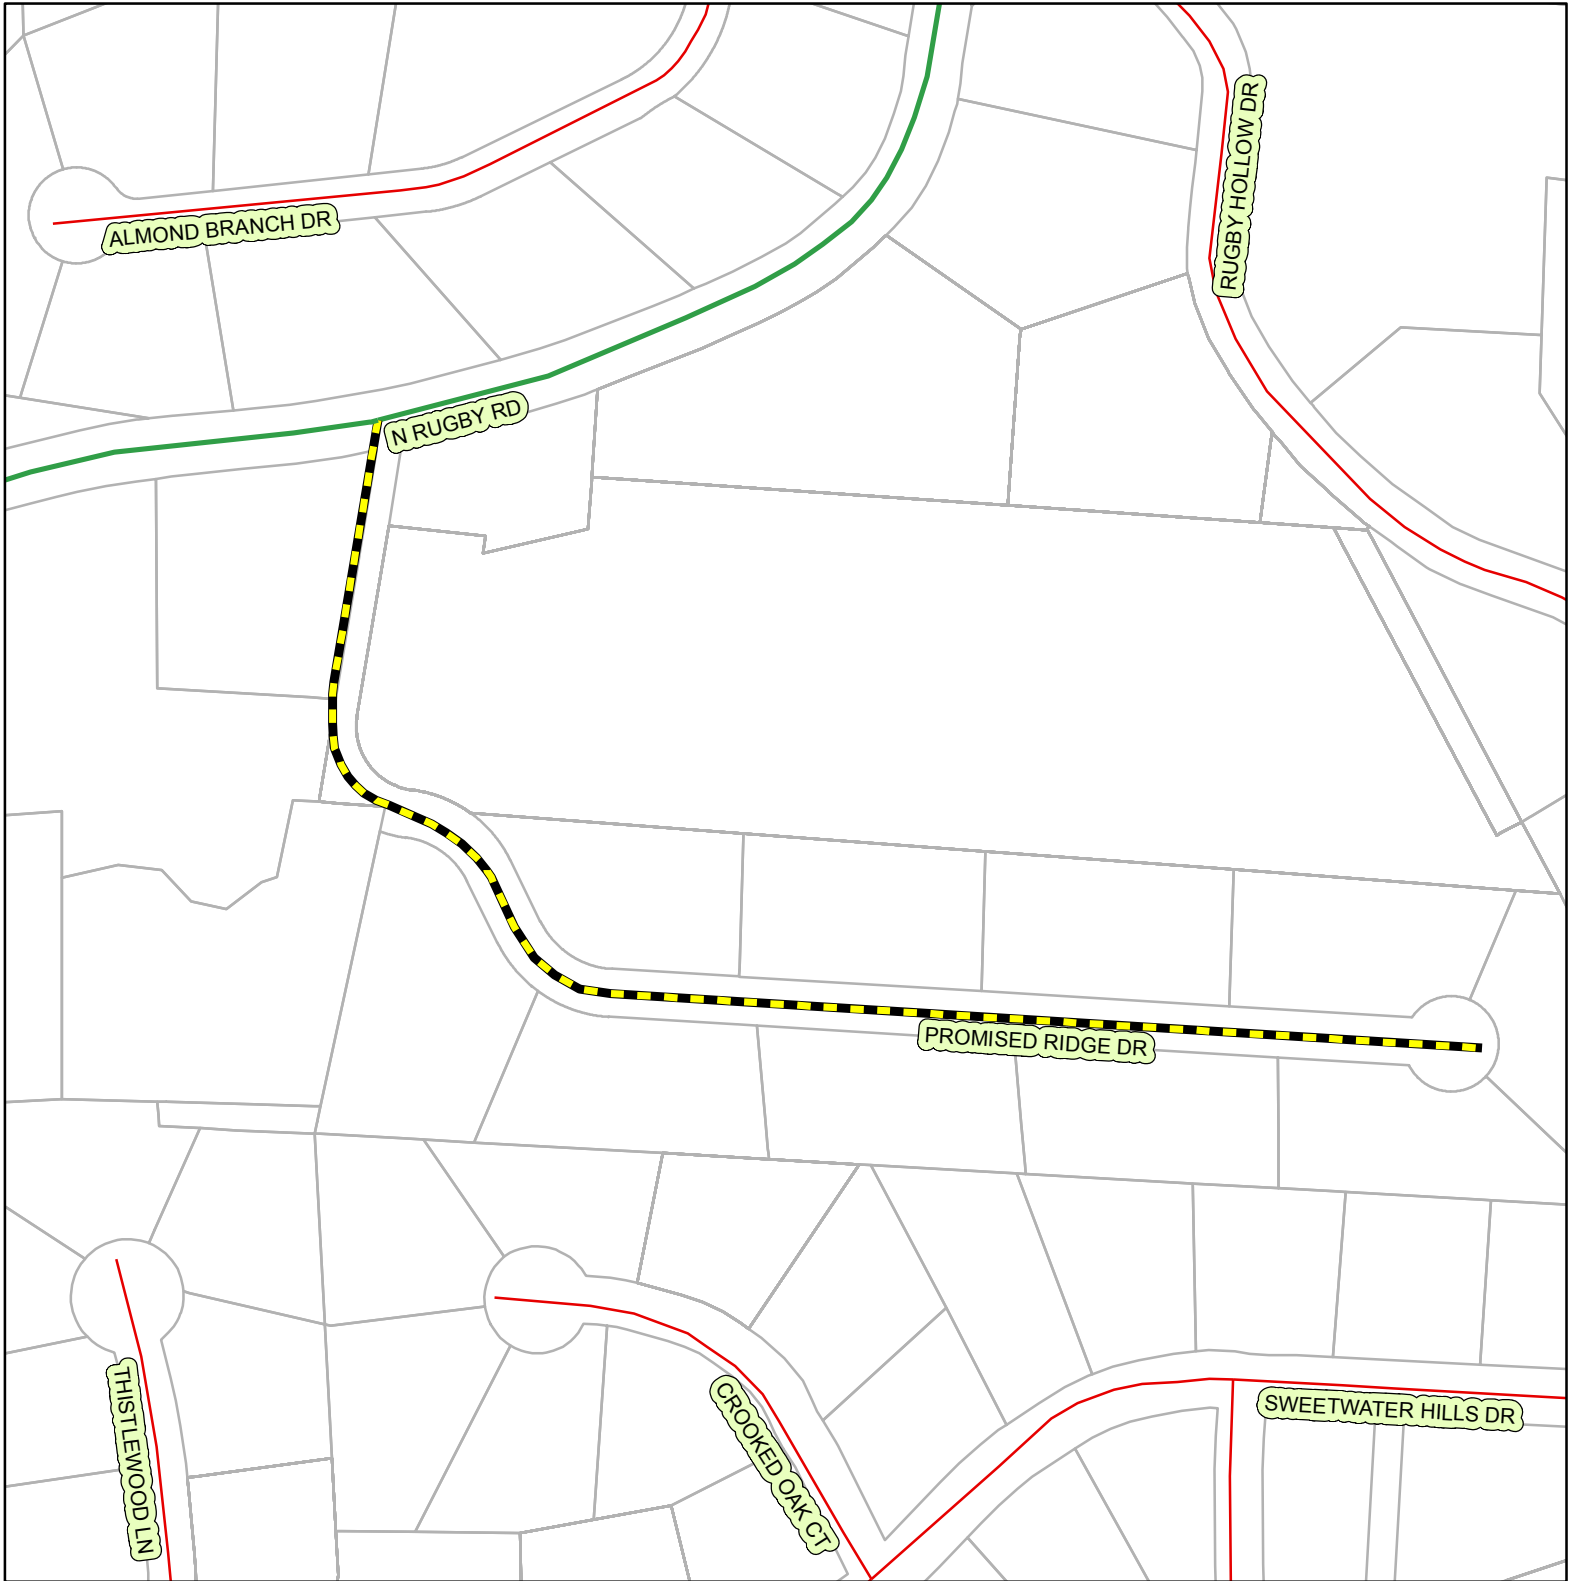 RUGBY HOLLOW DR
ALMOND BRANCH DR
N RUGBY RD
PROMISED RIDGE DR
THISTLEWOOD LN
CROOKED OAK CT
SWEETWATER HILLS DR